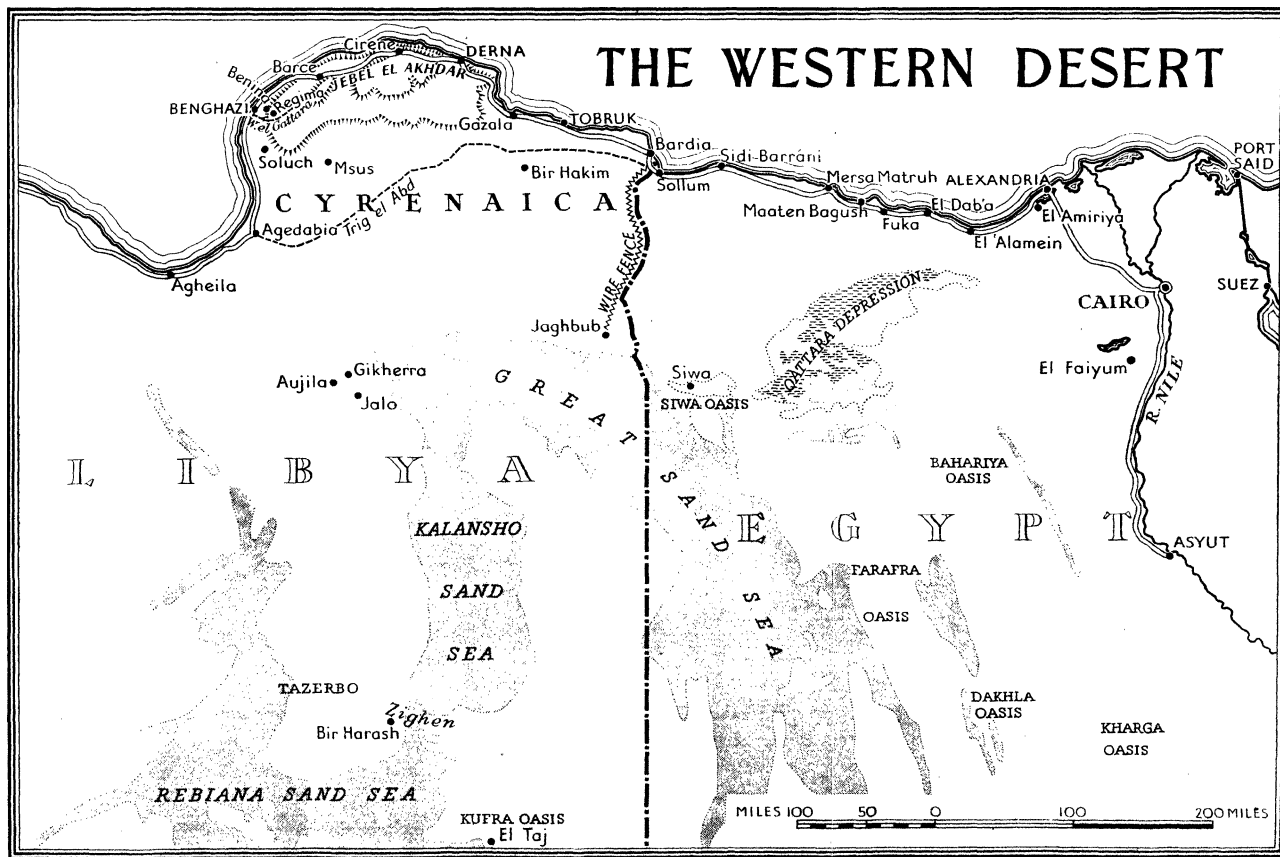 THE WESTERN DESERT
Cirene
DERNA
Barce
JEBEL EL AKHDAR
Regima
BENGHAZI
W. el Gattara
Gazala
TOBRUK
Soluch
Msus
Bir Hakim
Bardia
Sollum
Sidi-Barráni
Mersa Matruh
ALEXANDRIA
PORT SAID
Maaten Bagush
Fuka
El Dab'a
El 'Alamein
El 'Amiriya
CYRENAICA
Trig el Abd
Agedabia
Agheila
WIRE FENCE
Jaghbub
QATTARA DEPRESSION
CAIRO
SUEZ
El Faiyum
R. NILE
Gikherra
Aujila
Jalo
GREAT SAND SEA
Siwa
SIWA OASIS
LIBYA
EGYPT
BAHARIYA
OASIS
KALANSHO
SAND
SEA
FARAFRA
OASIS
ASYUT
TAZERBO
Zighen
Bir Harash
DAKHLA
OASIS
KHARGA
OASIS
REBIANA SAND SEA
KUFRA OASIS
El Taj
MILES 100 50 0 100 200 MILES